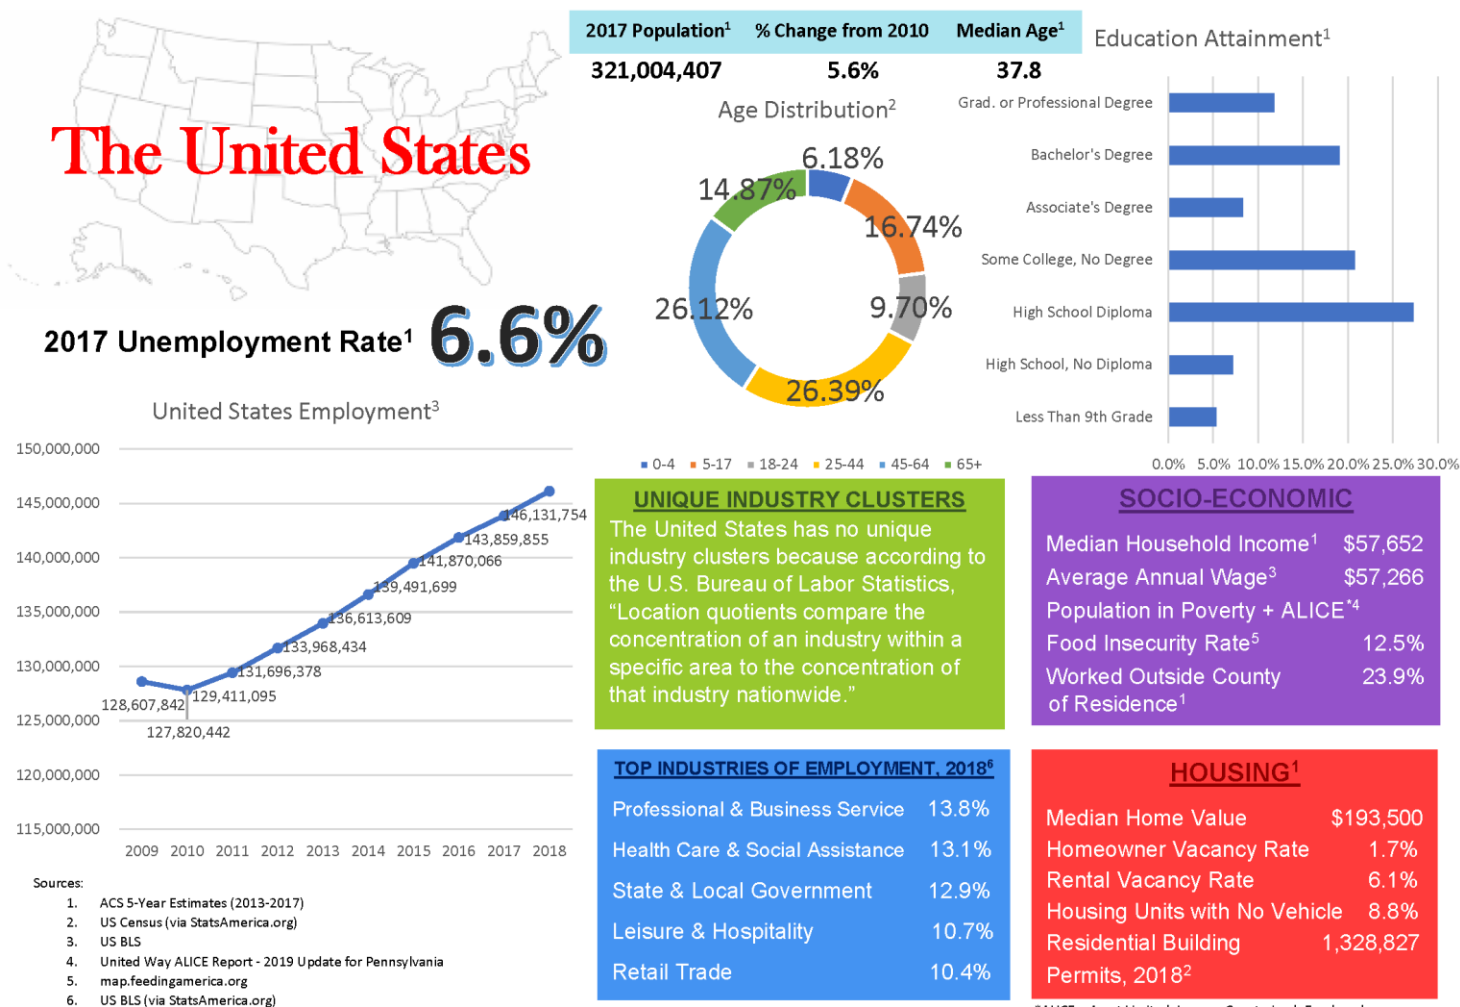 The United States
2017 Population¹ % Change from 2010 Median Age¹
321,004,407 5.6% 37.8
2017 Unemployment Rate¹ 6.6%
Age Distribution²
6.18%
16.74%
9.70%
26.39%
26.12%
14.87%
0-4 5-17 18-24 25-44 45-64 65+
Education Attainment¹
Grad. or Professional Degree
Bachelor's Degree
Associate's Degree
Some College, No Degree
High School Diploma
High School, No Diploma
Less Than 9th Grade
0.0% 5.0% 10.0% 15.0% 20.0% 25.0% 30.0%
United States Employment³
150,000,000
145,000,000
140,000,000
135,000,000
130,000,000
125,000,000
120,000,000
115,000,000
128,607,842
127,820,442
129,411,095
131,696,378
133,968,434
136,613,609
139,491,699
141,870,066
143,859,855
146,131,754
2009 2010 2011 2012 2013 2014 2015 2016 2017 2018
UNIQUE INDUSTRY CLUSTERS
The United States has no unique
industry clusters because according to
the U.S. Bureau of Labor Statistics,
“Location quotients compare the
concentration of an industry within a
specific area to the concentration of
that industry nationwide.”
SOCIO-ECONOMIC
Median Household Income¹ $57,652
Average Annual Wage³ $57,266
Population in Poverty + ALICE*⁴
Food Insecurity Rate⁵ 12.5%
Worked Outside County 23.9%
of Residence¹
TOP INDUSTRIES OF EMPLOYMENT, 2018⁶
Professional & Business Service 13.8%
Health Care & Social Assistance 13.1%
State & Local Government 12.9%
Leisure & Hospitality 10.7%
Retail Trade 10.4%
HOUSING¹
Median Home Value $193,500
Homeowner Vacancy Rate 1.7%
Rental Vacancy Rate 6.1%
Housing Units with No Vehicle 8.8%
Residential Building 1,328,827
Permits, 2018²
Sources:
1. ACS 5-Year Estimates (2013-2017)
2. US Census (via StatsAmerica.org)
3. US BLS
4. United Way ALICE Report - 2019 Update for Pennsylvania
5. map.feedingamerica.org
6. US BLS (via StatsAmerica.org)